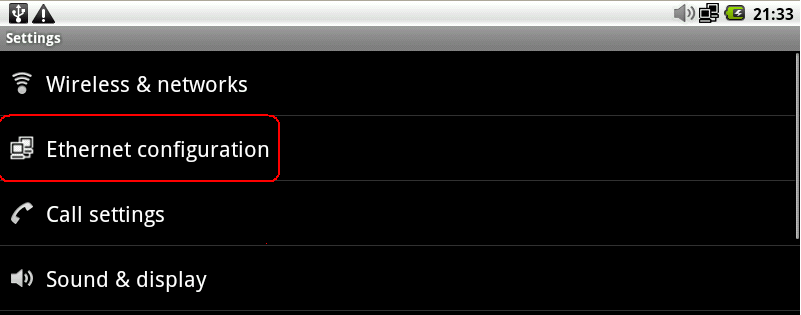 21:33
Settings
Wireless & networks
Ethernet configuration
Call settings
Sound & display